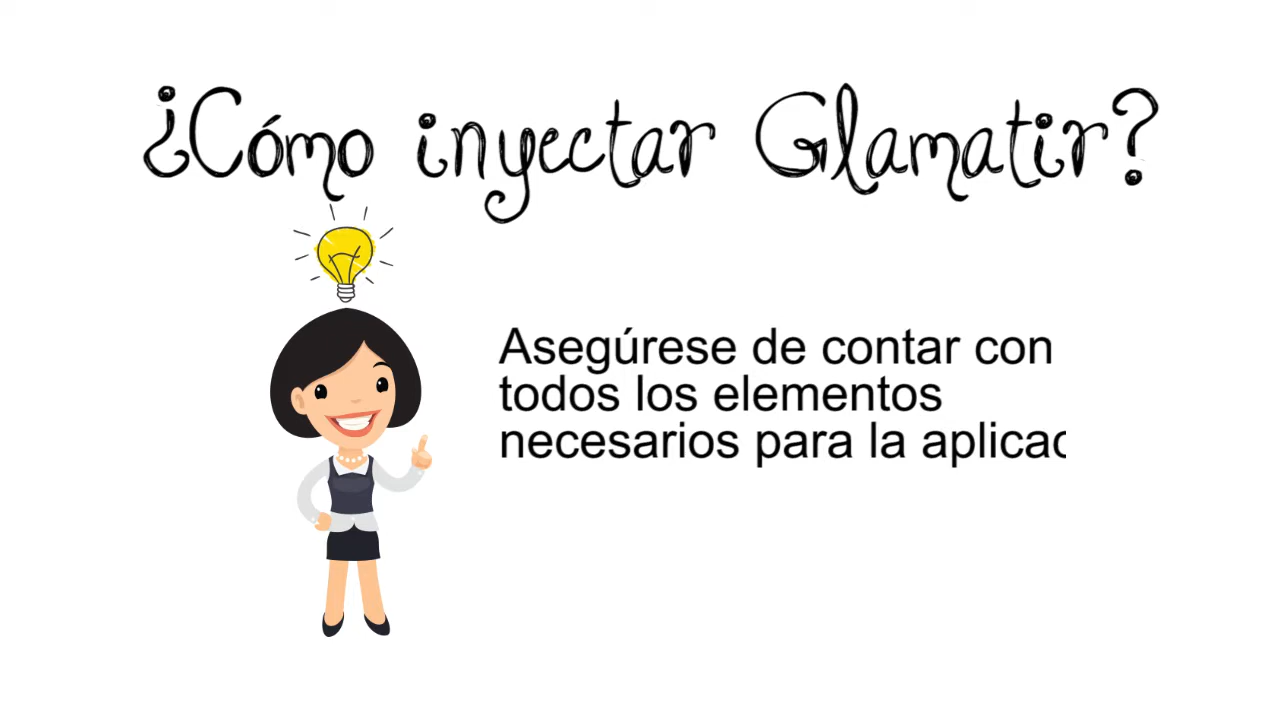 ¿Cómo inyectar Glamatir?
Asegúrese de contar con
todos los elementos
necesarios para la aplicac